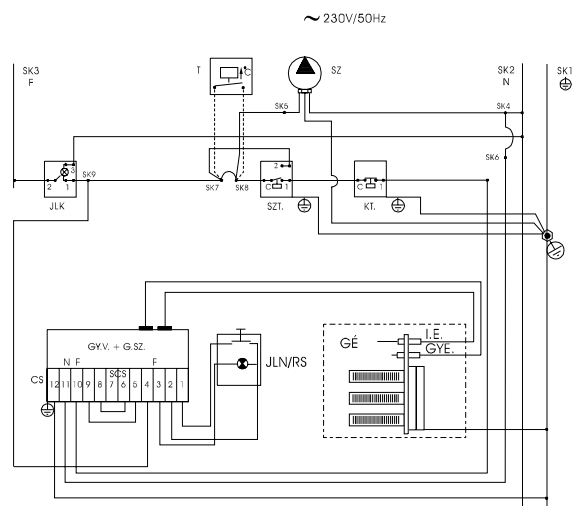 ~ 230V/50Hz
SK3
F
T
°C
SZ
SK2
N
SK1
SK5
SK4
SK6
3
2 1
SK9
JLK
SK7 SK8
2
C 1
SZT.
C 1
KT.
GY.V. + G.SZ.
N F F
SCS
CS
12 11 10 9 8 7 6 5 4 3 2 1
JLN/RS
GÉ
I.E.
GYE.